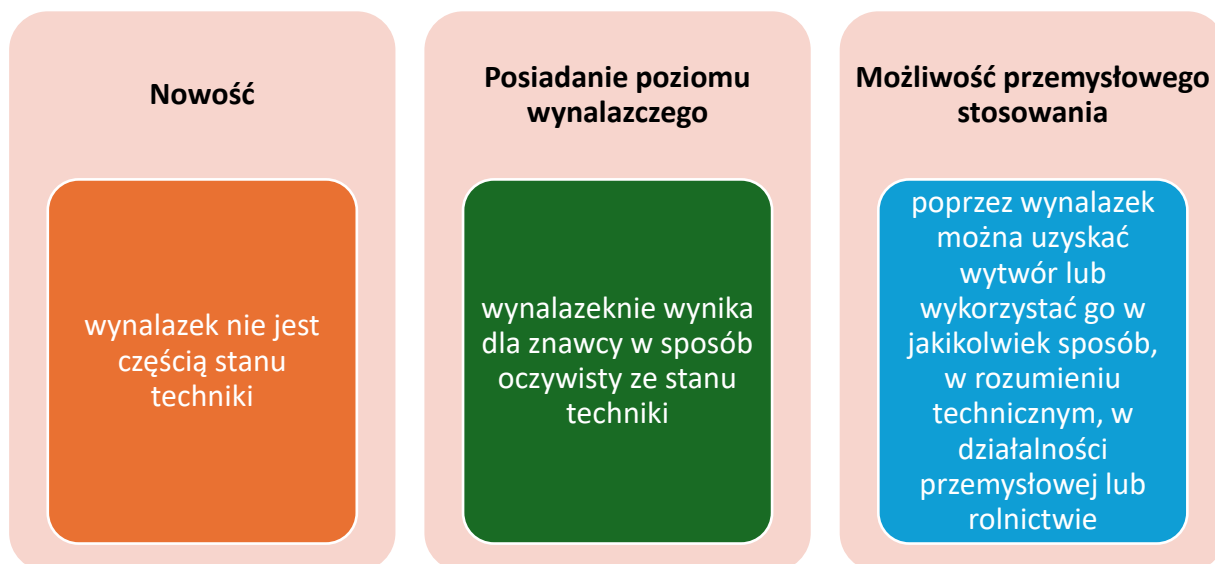 Nowość
wynalazek nie jest
częścią stanu
techniki
Posiadanie poziomu
wynalazczego
wynalazeknie wynika
dla znawcy w sposób
oczywisty ze stanu
techniki
Możliwość przemysłowego
stosowania
poprzez wynalazek
można uzyskać
wytwór lub
wykorzystać go w
jakikolwiek sposób,
w rozumieniu
technicznym, w
działalności
przemysłowej lub
rolnictwie